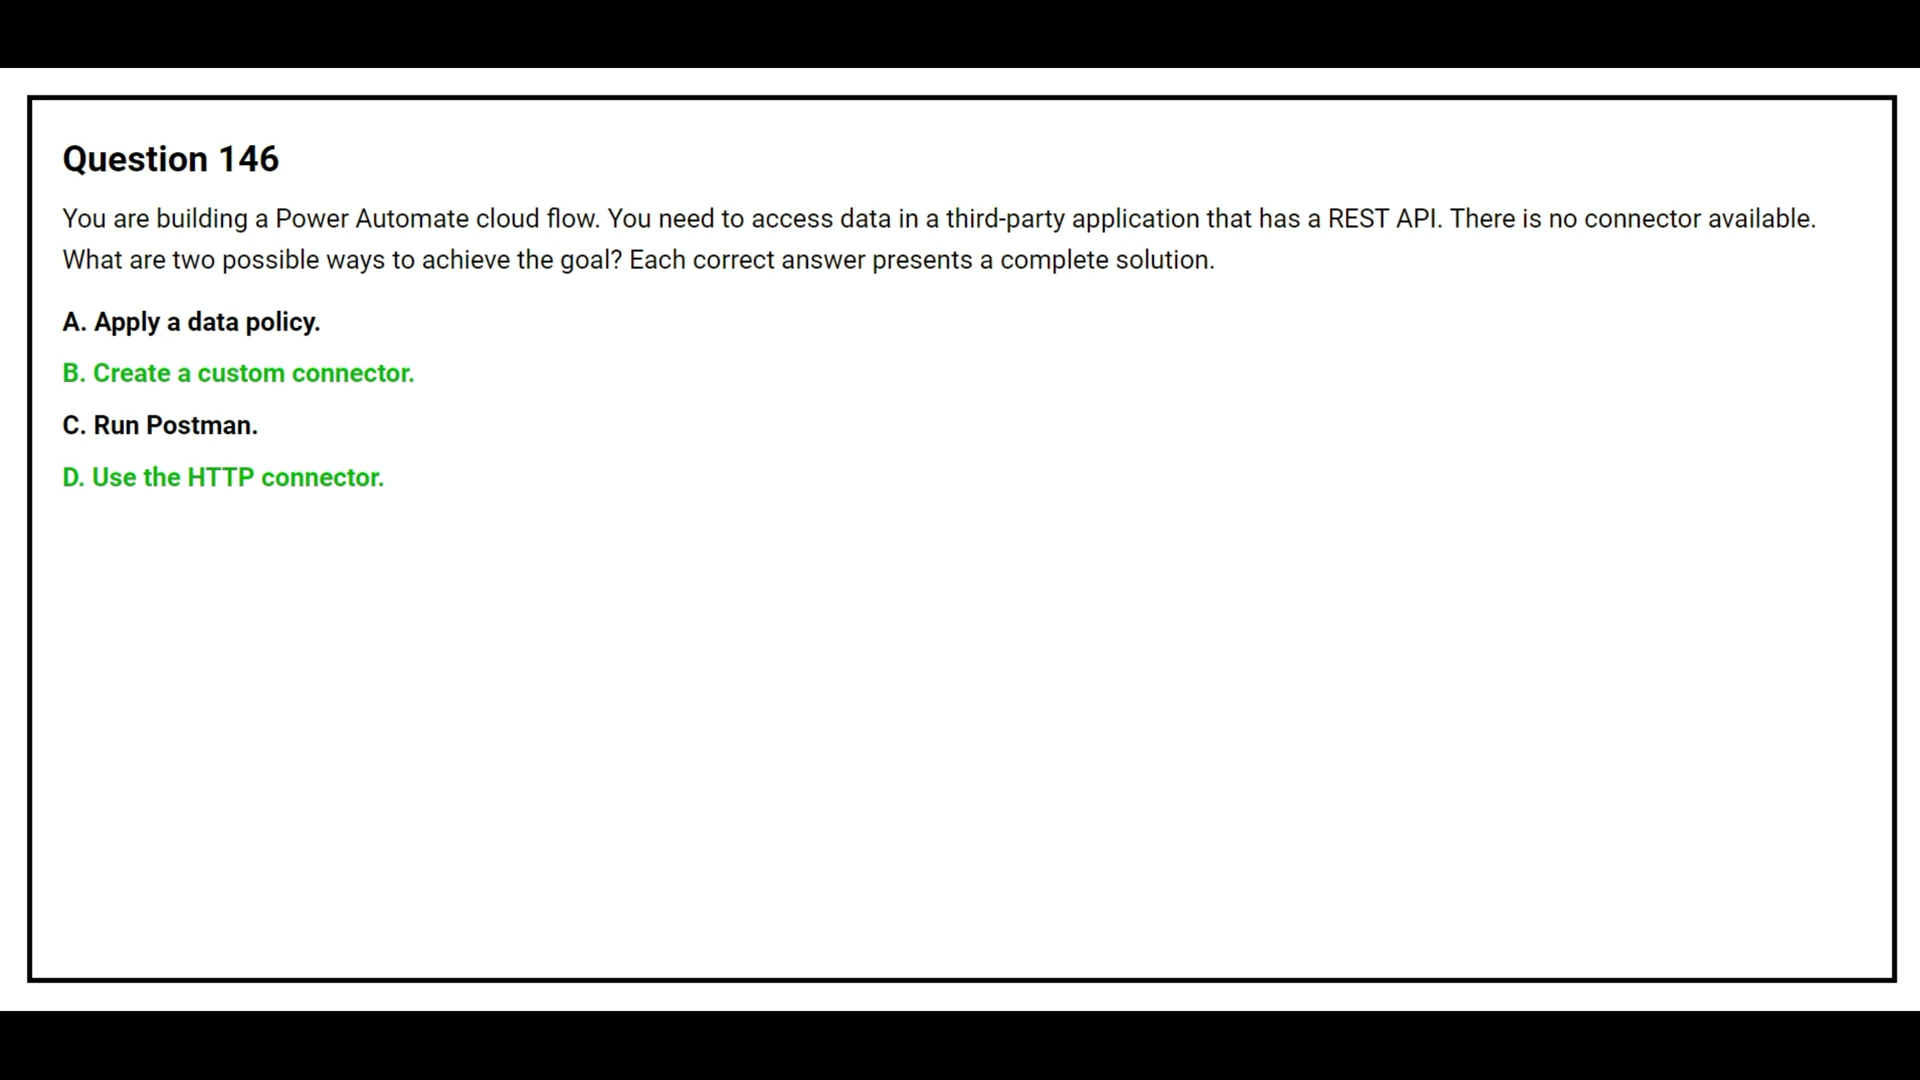 Question 146
You are building a Power Automate cloud flow. You need to access data in a third-party application that has a REST API. There is no connector available.
What are two possible ways to achieve the goal? Each correct answer presents a complete solution.
A. Apply a data policy.
B. Create a custom connector.
C. Run Postman.
D. Use the HTTP connector.